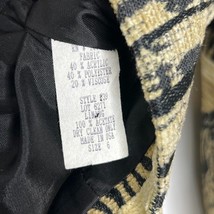 FABRIC
40 % ACRYLIC
40 % POLYESTER
20 % VISCOSE
STYLE
LOT 6271
LINING
100 % ACETATE
DRY CLEAN ONLY
MADE IN USA
SIZE 6